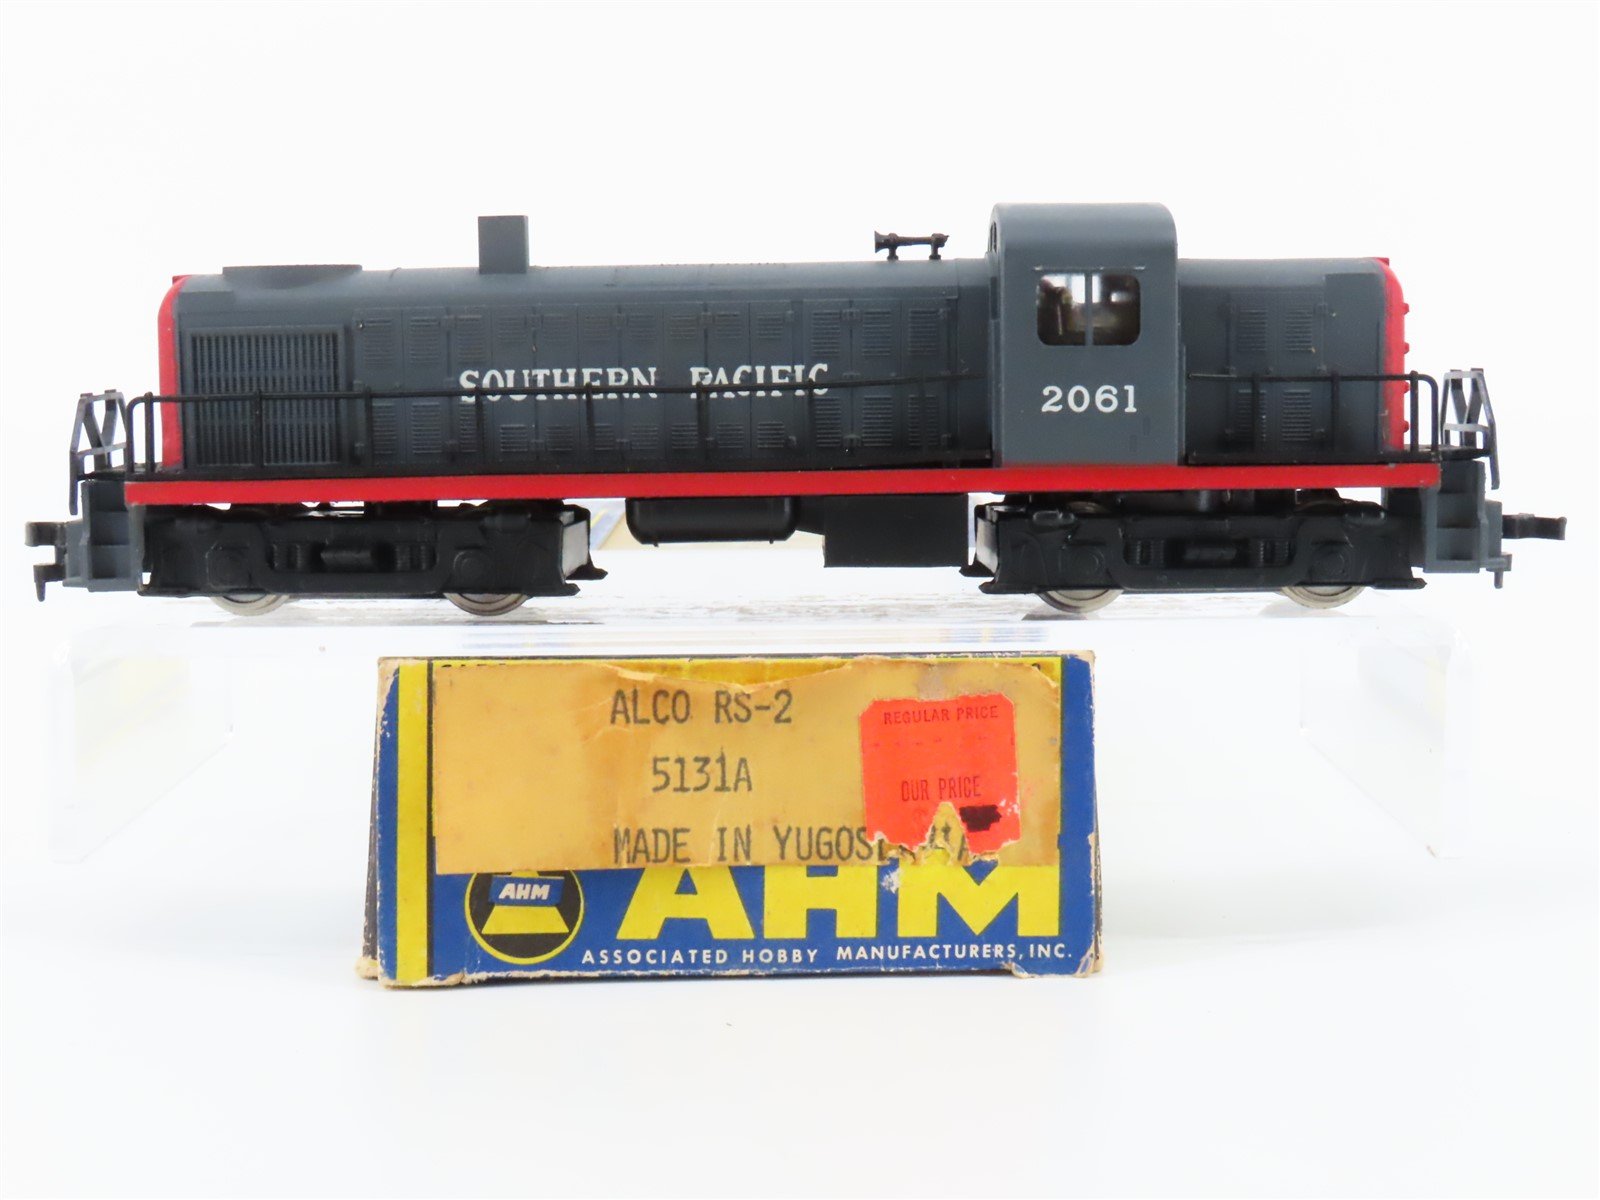 SOUTHERN PACIFIC
2061
ALCO RS-2
5131A
MADE IN
REGULAR PRICE
OUR PRICE
AHM
AHM
ASSOCIATED HOBBY MANUFACTURERS, INC.